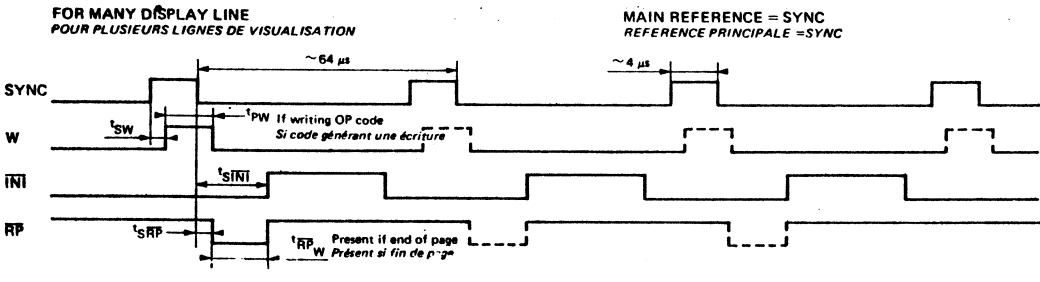 FOR MANY DISPLAY LINE
POUR PLUSIEURS LIGNES DE VISUALISATION
MAIN REFERENCE = SYNC
REFERENCE PRINCIPALE =SYNC
~64 µs
~4 µs
SYNC
tPW If writing OP code
Si code générant une écriture
tSW
W
tSINI
INI
tSRP
RP
tRPW Present if end of page
Présent si fin de page